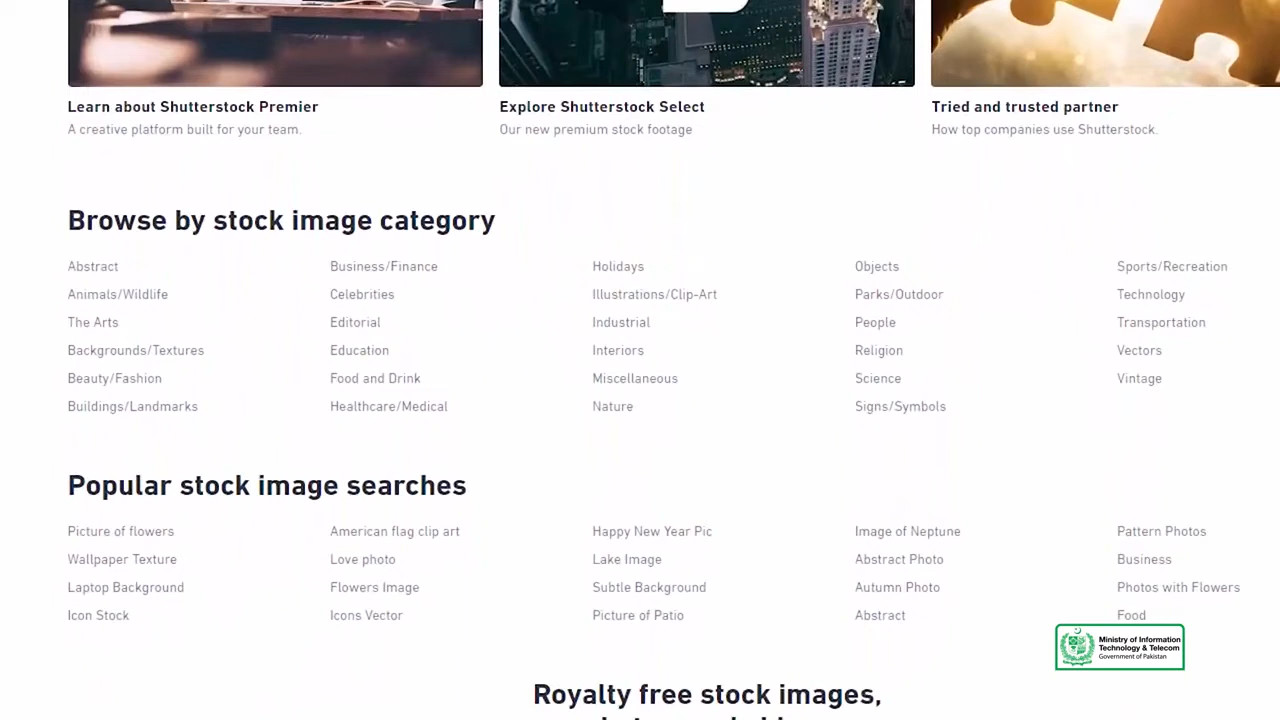 Learn about Shutterstock Premier
A creative platform built for your team.
Explore Shutterstock Select
Our new premium stock footage
Tried and trusted partner
How top companies use Shutterstock.
Browse by stock image category
Abstract
Animals/Wildlife
The Arts
Backgrounds/Textures
Beauty/Fashion
Buildings/Landmarks
Business/Finance
Celebrities
Editorial
Education
Food and Drink
Healthcare/Medical
Holidays
Illustrations/Clip-Art
Industrial
Interiors
Miscellaneous
Nature
Objects
Parks/Outdoor
People
Religion
Science
Signs/Symbols
Sports/Recreation
Technology
Transportation
Vectors
Vintage
Popular stock image searches
Picture of flowers
Wallpaper Texture
Laptop Background
Icon Stock
American flag clip art
Love photo
Flowers Image
Icons Vector
Happy New Year Pic
Lake Image
Subtle Background
Picture of Patio
Image of Neptune
Abstract Photo
Autumn Photo
Abstract
Pattern Photos
Business
Photos with Flowers
Food
Ministry of Information
Technology & Telecom
Government of Pakistan
Royalty free stock images,